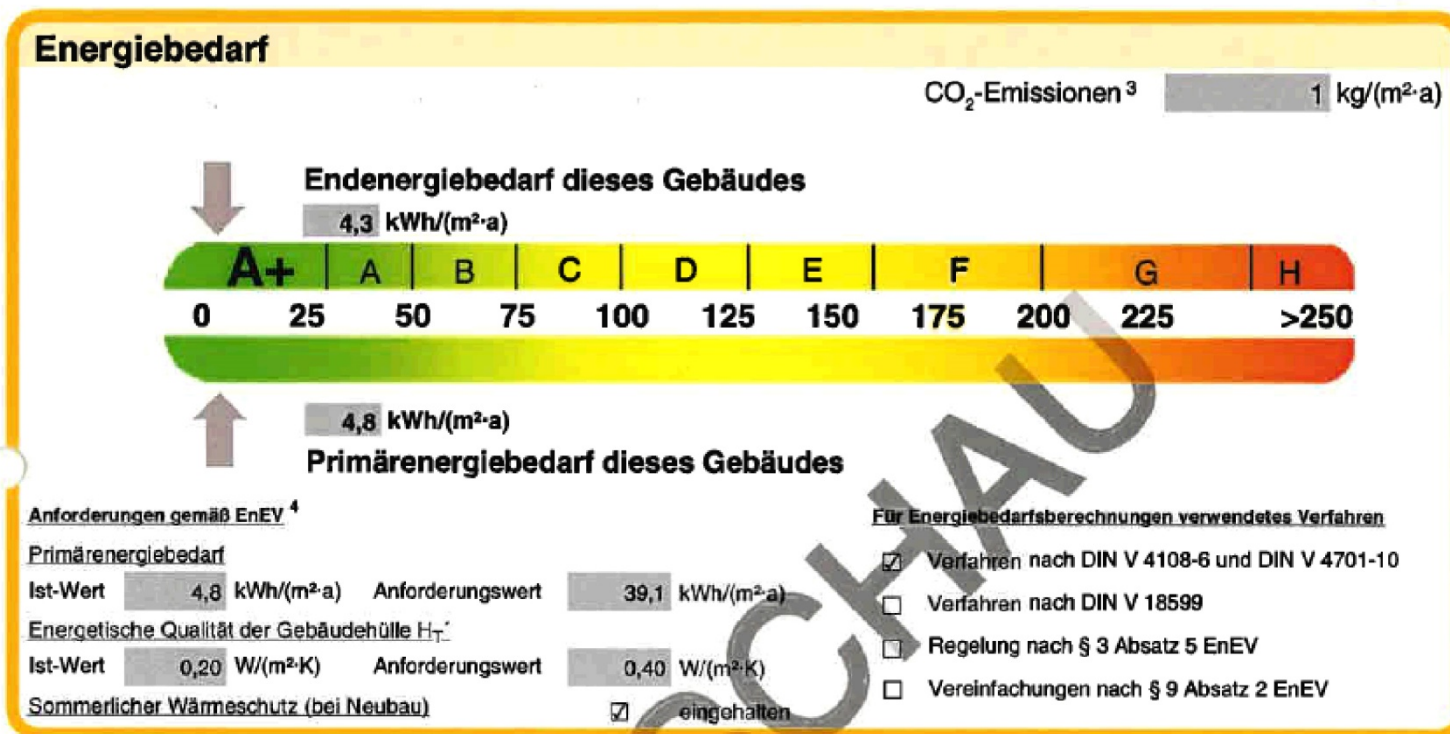 Energiebedarf
CO₂-Emissionen ³ 1 kg/(m²·a)
Endenergiebedarf dieses Gebäudes
4,3 kWh/(m²·a)
A+ A B C D E F G H
0 25 50 75 100 125 150 175 200 225 >250
4,8 kWh/(m²·a)
Primärenergiebedarf dieses Gebäudes
Anforderungen gemäß EnEV ⁴
Primärenergiebedarf
Ist-Wert 4,8 kWh/(m²·a) Anforderungswert 39,1 kWh/(m²·a)
Energetische Qualität der Gebäudehülle H_T´
Ist-Wert 0,20 W/(m²·K) Anforderungswert 0,40 W/(m²·K)
Sommerlicher Wärmeschutz (bei Neubau) ☑ eingehalten
Für Energiebedarfsberechnungen verwendetes Verfahren
☑ Verfahren nach DIN V 4108-6 und DIN V 4701-10
☐ Verfahren nach DIN V 18599
☐ Regelung nach § 3 Absatz 5 EnEV
☐ Vereinfachungen nach § 9 Absatz 2 EnEV